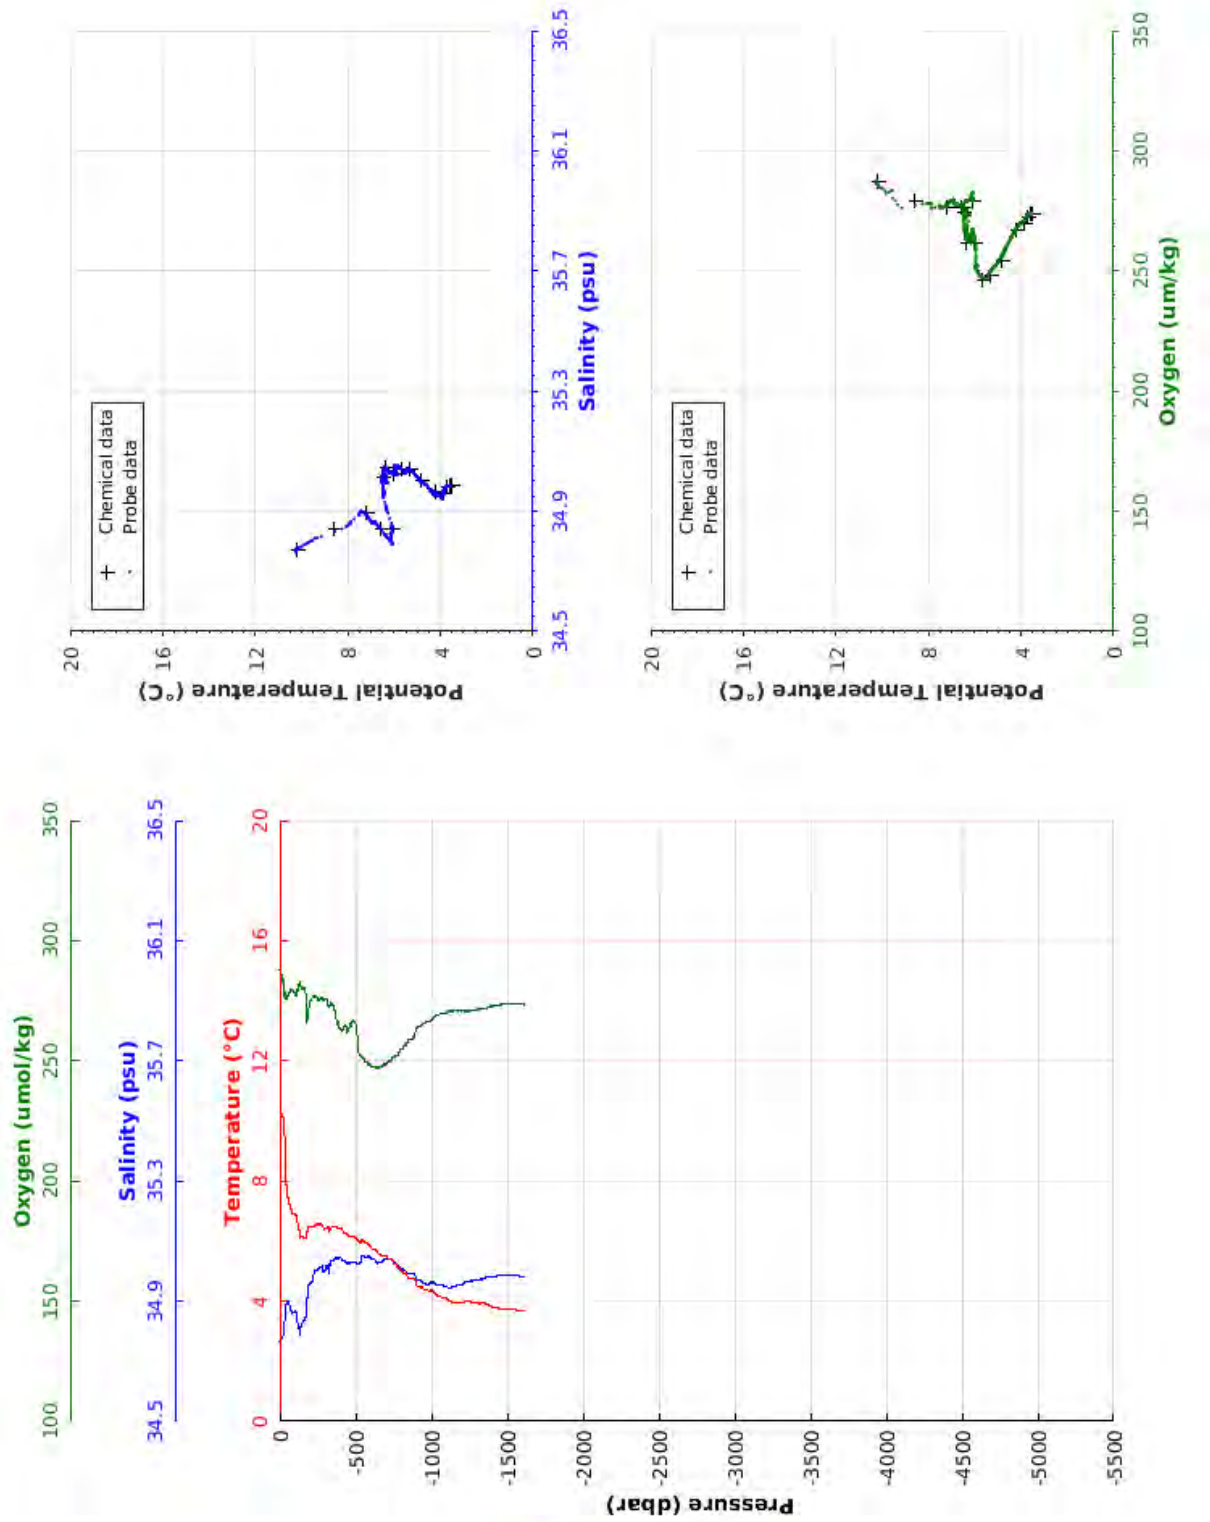 Oxygen (umol/kg)
100 150 200 250 300 350
Salinity (psu)
34.5 34.9 35.3 35.7 36.1 36.5
Temperature (°C)
0 4 8 12 16 20
Pressure (dbar)
0
-500
-1000
-1500
-2000
-2500
-3000
-3500
-4000
-4500
-5000
-5500
Potential Temperature (°C)
20
16
12
8
4
0
Chemical data
Probe data
34.5 34.9 35.3 35.7 36.1 36.5
Salinity (psu)
Potential Temperature (°C)
20
16
12
8
4
0
Chemical data
Probe data
100 150 200 250 300 350
Oxygen (um/kg)